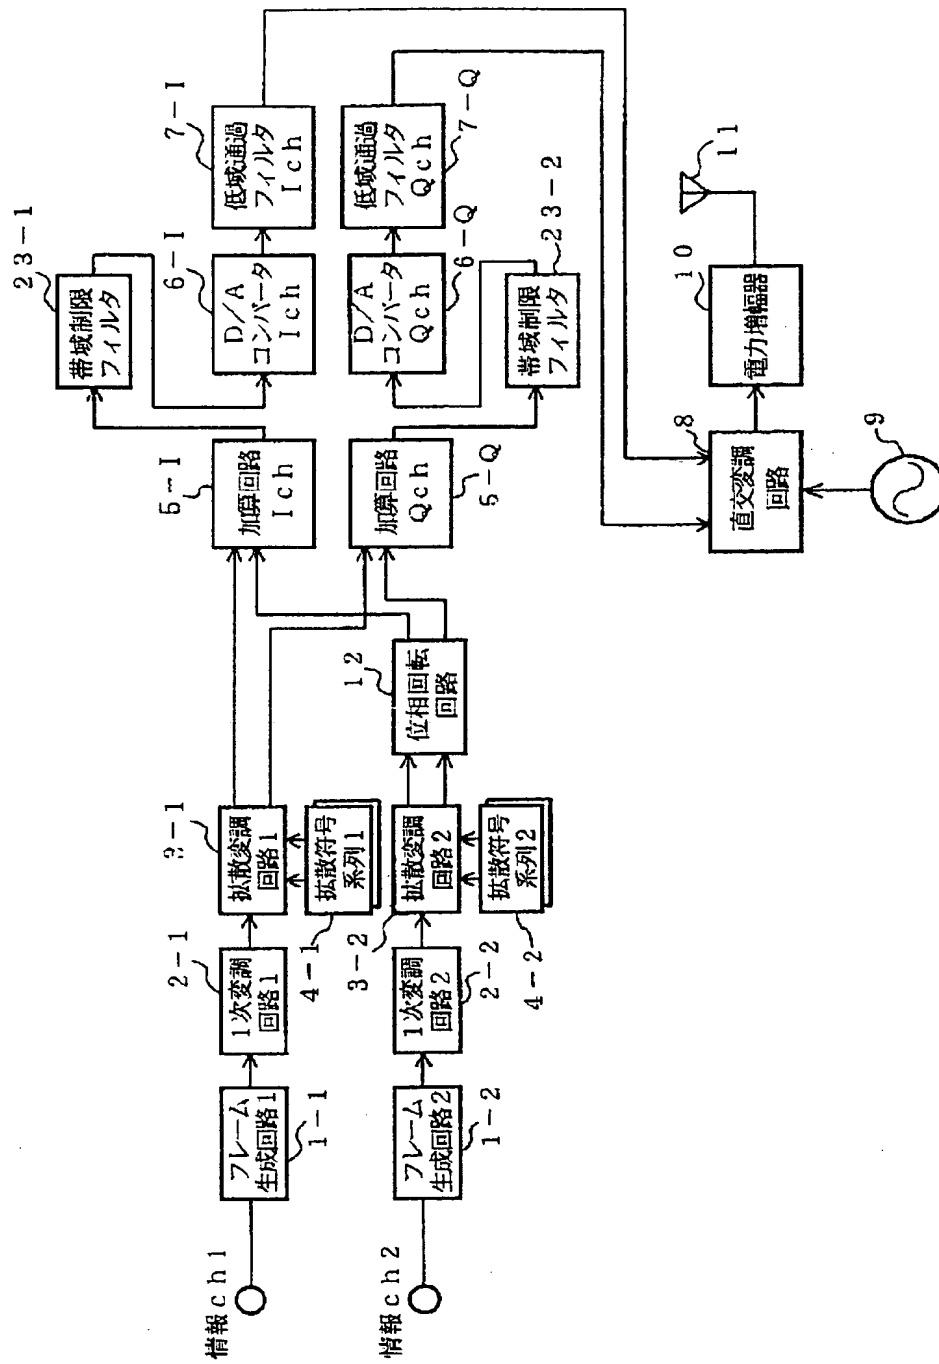 情報ch1
フレーム
生成回路1
1-1
1次変調
回路1
2-1
拡散変調
回路1
3-1
拡散符号
系列1
4-1
情報ch2
フレーム
生成回路2
1-2
1次変調
回路2
2-2
拡散変調
回路2
3-2
拡散符号
系列2
4-2
位相回転
回路
12
加算回路
Ich
5-I
加算回路
Qch
5-Q
帯域制限
フィルタ
23-1
帯域制限
フィルタ
23-2
D/A
コンバータ
Ich
6-I
D/A
コンバータ
Qch
6-Q
低域通過
フィルタ
Ich
7-I
低域通過
フィルタ
Qch
7-Q
直交変調
回路
8
9
電力増幅器
10
11